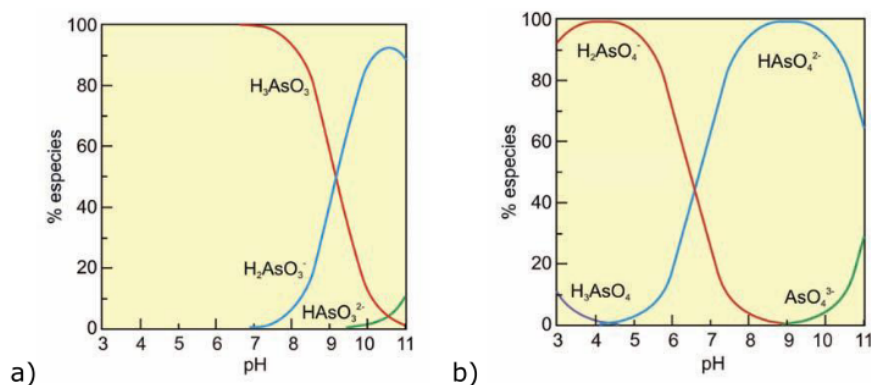 100
80
60
40
20
0
% especies
H₃AsO₃
H₂AsO₃⁻
HAsO₃²⁻
3 4 5 6 7 8 9 10 11
pH
a)
100
80
60
40
20
0
% especies
H₂AsO₄⁻
HAsO₄²⁻
H₃AsO₄
AsO₄³⁻
3 4 5 6 7 8 9 10 11
pH
b)